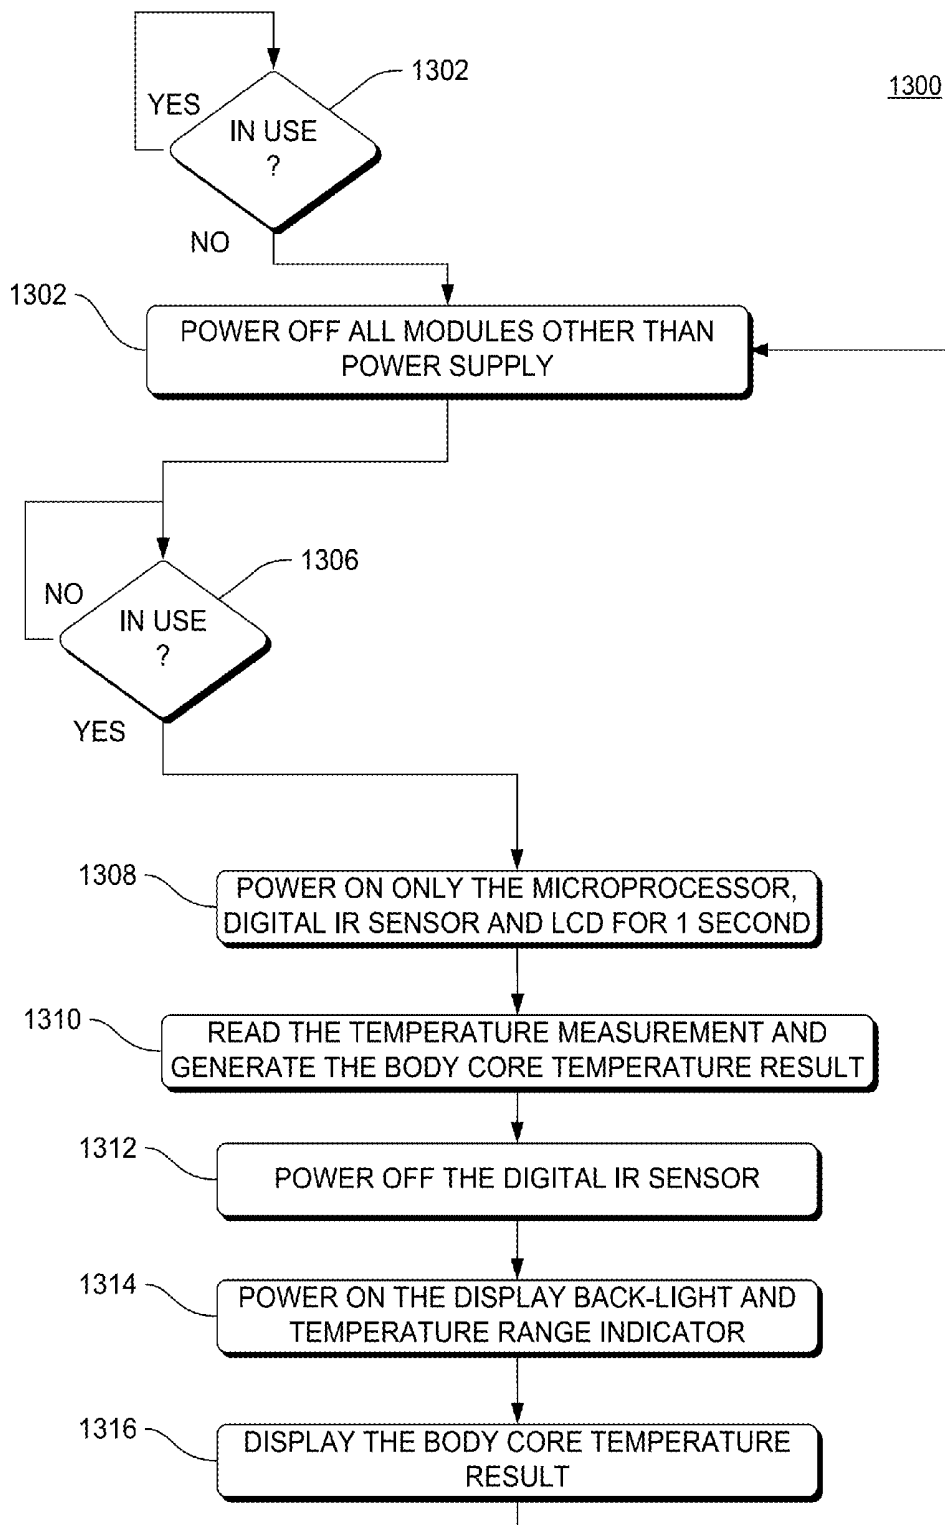 1302
1300
YES
IN USE
?
NO
1302
POWER OFF ALL MODULES OTHER THAN
POWER SUPPLY
1306
NO
IN USE
?
YES
1308
POWER ON ONLY THE MICROPROCESSOR,
DIGITAL IR SENSOR AND LCD FOR 1 SECOND
1310
READ THE TEMPERATURE MEASUREMENT AND
GENERATE THE BODY CORE TEMPERATURE RESULT
1312
POWER OFF THE DIGITAL IR SENSOR
1314
POWER ON THE DISPLAY BACK-LIGHT AND
TEMPERATURE RANGE INDICATOR
1316
DISPLAY THE BODY CORE TEMPERATURE
RESULT